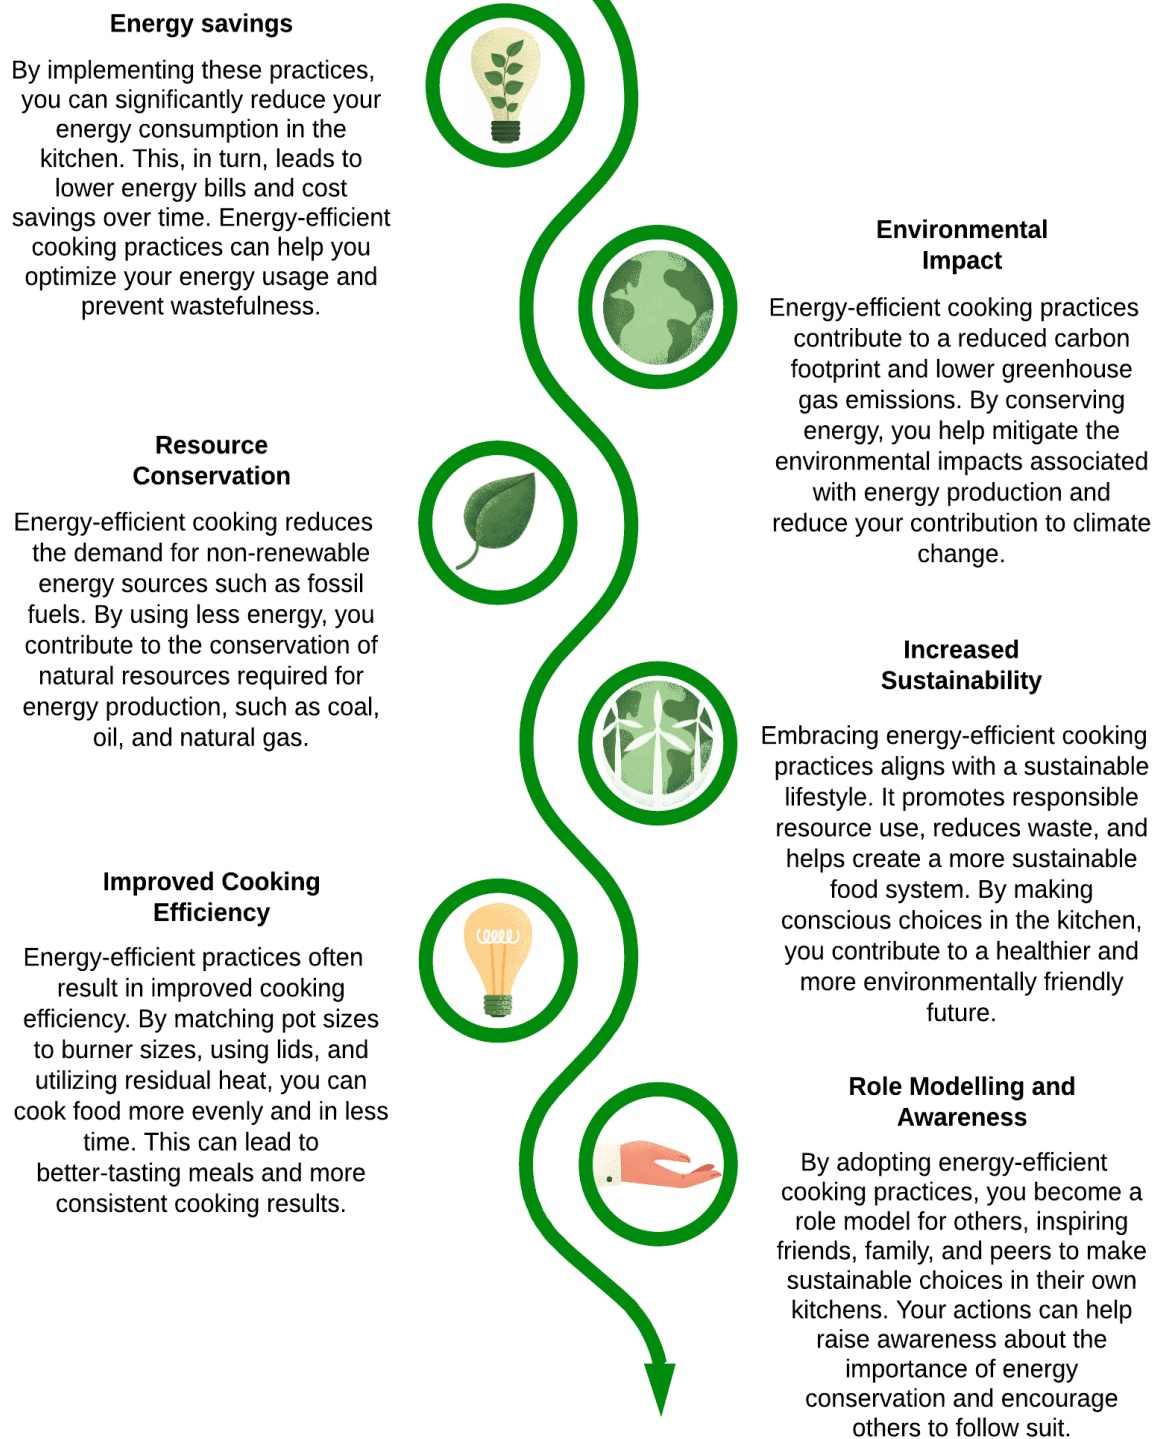 Energy savings
By implementing these practices,
you can significantly reduce your
energy consumption in the
kitchen. This, in turn, leads to
lower energy bills and cost
savings over time. Energy-efficient
cooking practices can help you
optimize your energy usage and
prevent wastefulness.
Environmental
Impact
Energy-efficient cooking practices
contribute to a reduced carbon
footprint and lower greenhouse
gas emissions. By conserving
energy, you help mitigate the
environmental impacts associated
with energy production and
reduce your contribution to climate
change.
Resource
Conservation
Energy-efficient cooking reduces
the demand for non-renewable
energy sources such as fossil
fuels. By using less energy, you
contribute to the conservation of
natural resources required for
energy production, such as coal,
oil, and natural gas.
Increased
Sustainability
Embracing energy-efficient cooking
practices aligns with a sustainable
lifestyle. It promotes responsible
resource use, reduces waste, and
helps create a more sustainable
food system. By making
conscious choices in the kitchen,
you contribute to a healthier and
more environmentally friendly
future.
Improved Cooking
Efficiency
Energy-efficient practices often
result in improved cooking
efficiency. By matching pot sizes
to burner sizes, using lids, and
utilizing residual heat, you can
cook food more evenly and in less
time. This can lead to
better-tasting meals and more
consistent cooking results.
Role Modelling and
Awareness
By adopting energy-efficient
cooking practices, you become a
role model for others, inspiring
friends, family, and peers to make
sustainable choices in their own
kitchens. Your actions can help
raise awareness about the
importance of energy
conservation and encourage
others to follow suit.